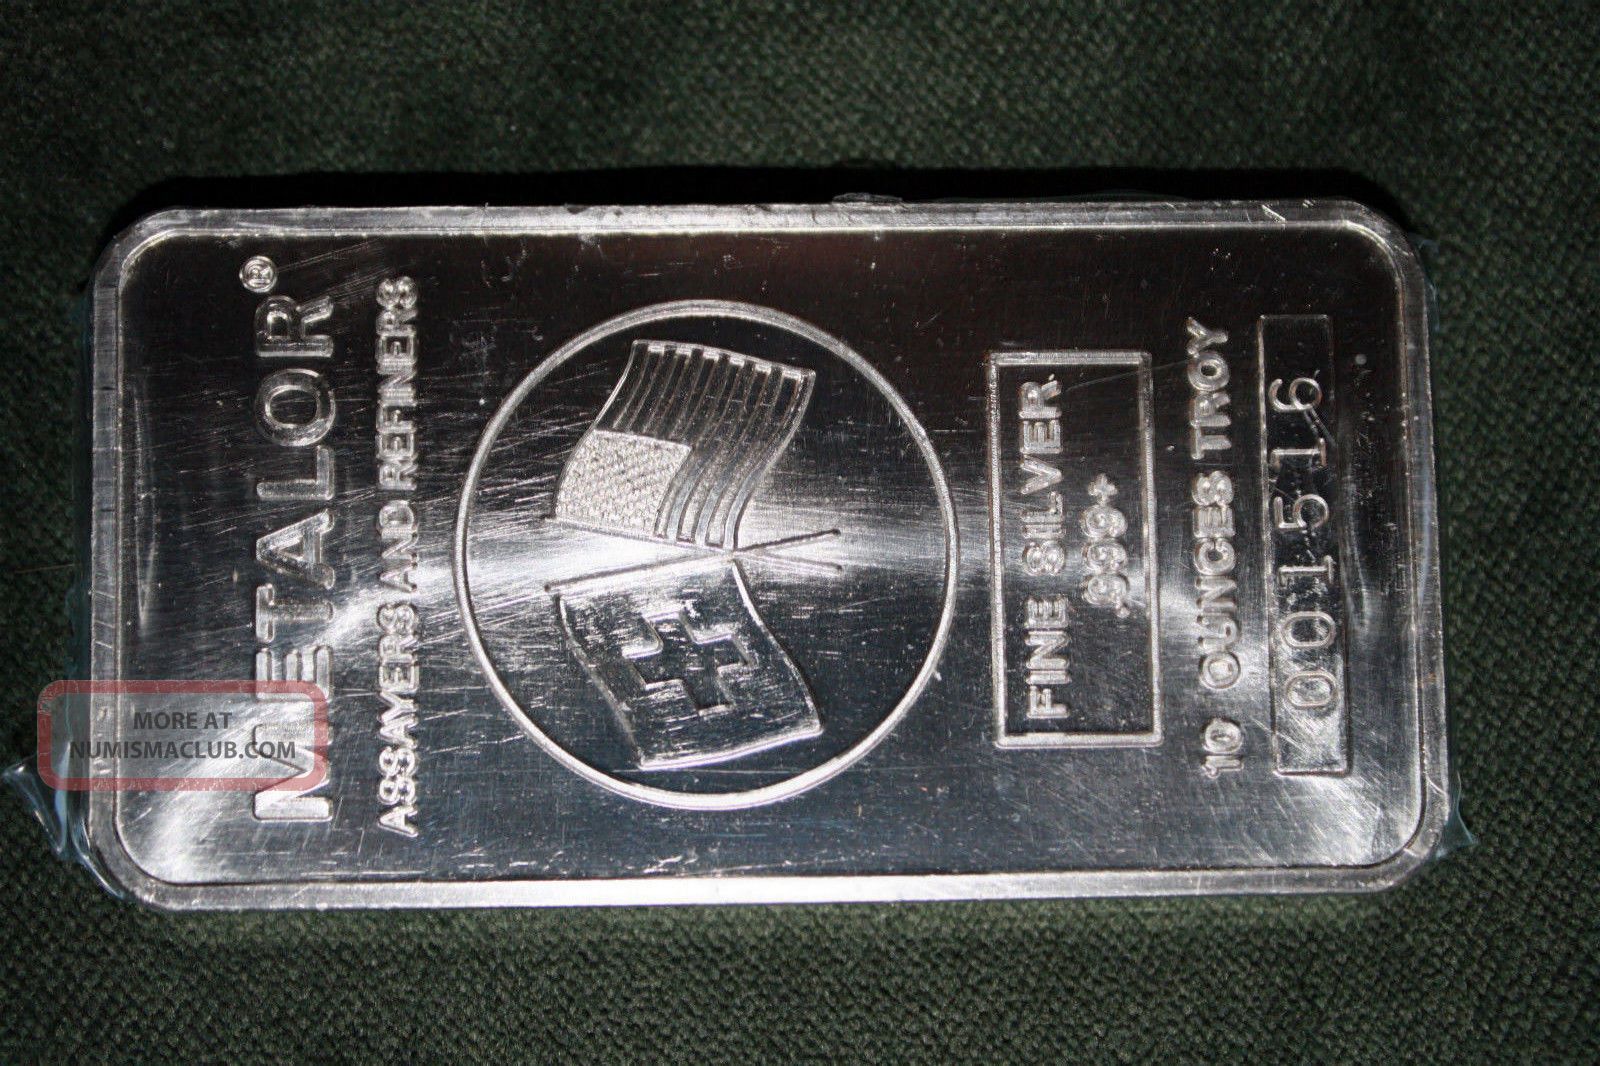 METALOR®
ASSAYERS AND REFINERS
FINE SILVER
.999+
10 OUNCES TROY
001516
MORE AT
NUMISMACLUB.COM